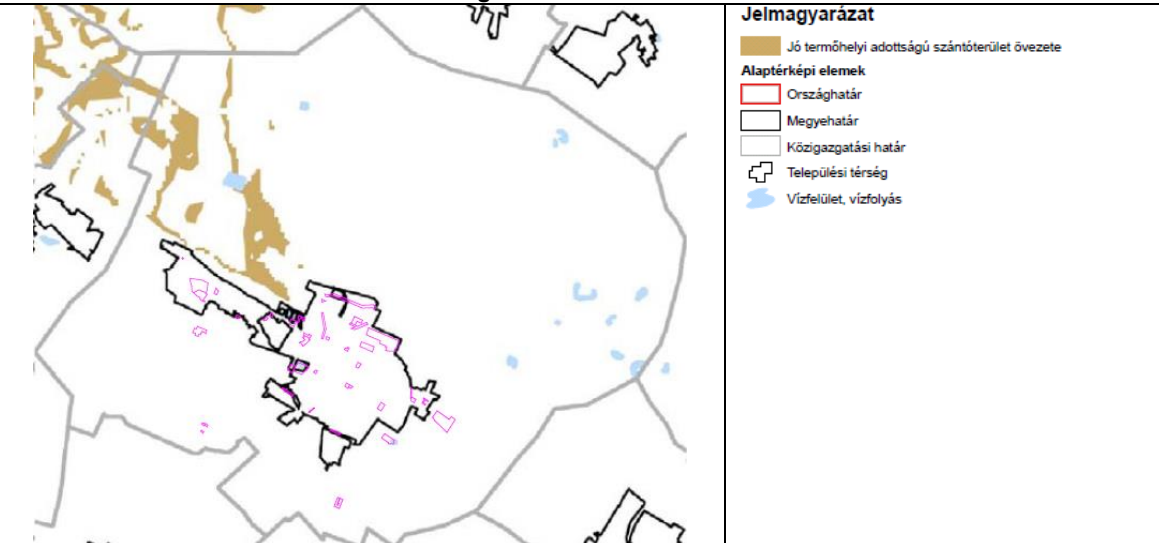 Jelmagyarázat
Jó termőhelyi adottságú szántóterület övezete
Alaptérképi elemek
Országhatár
Megyehatár
Közigazgatási határ
Települési térség
Vízfelület, vízfolyás